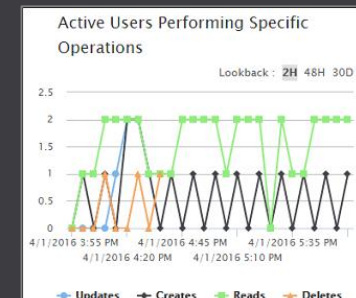 Active Users Performing Specific
Operations
Lookback : 2H 48H 30D
2.5
2
1.5
1
0.5
0
4/1/2016 3:55 PM 4/1/2016 4:45 PM 4/1/2016 5:35 PM
4/1/2016 4:20 PM 4/1/2016 5:10 PM
Updates Creates Reads Deletes